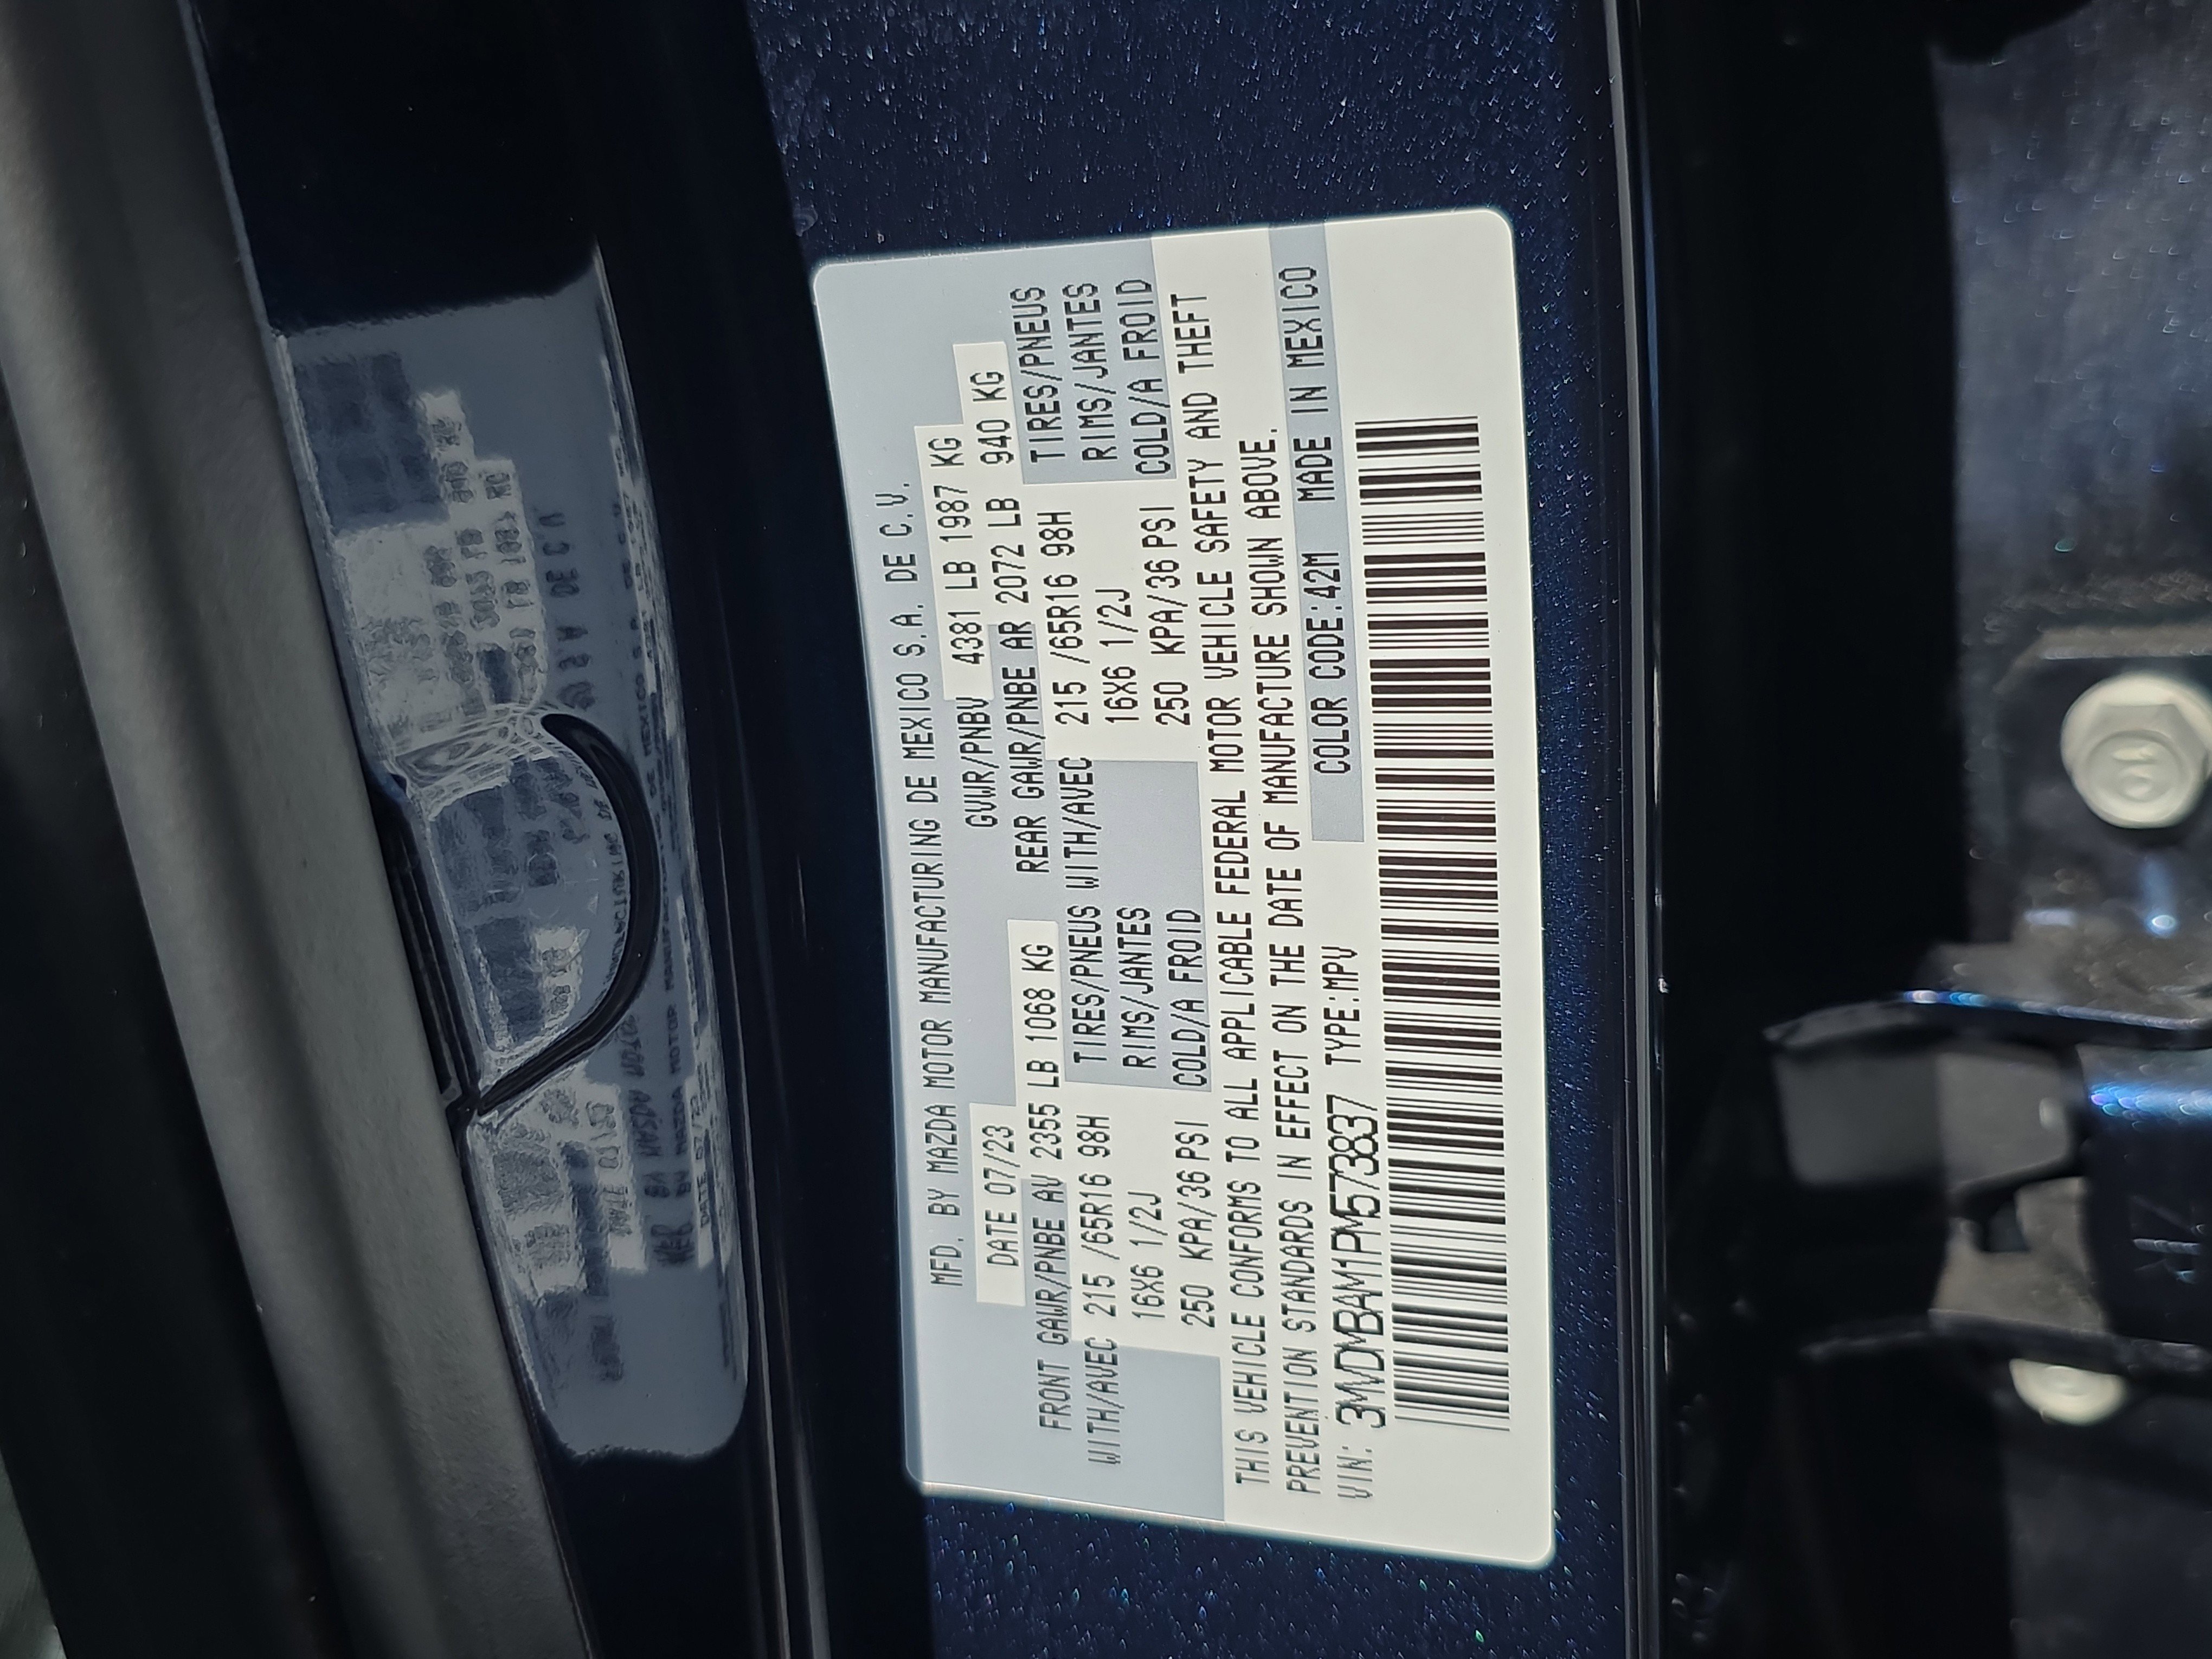 MFD. BY MAZDA MOTOR MANUFACTURING DE MEXICO S.A. DE C.V.
DATE 07/23 GVWR/PNBV 4381 LB 1987 KG
FRONT GAWR/PNBE AV 2355 LB 1068 KG REAR GAWR/PNBE AR 2072 LB 940 KG
WITH/AVEC 215 /65R16 98H TIRES/PNEUS WITH/AVEC 215 /65R16 98H TIRES/PNEUS
16X6 1/2J RIMS/JANTES 16X6 1/2J RIMS/JANTES
250 KPA/36 PSI COLD/A FROID 250 KPA/36 PSI COLD/A FROID
THIS VEHICLE CONFORMS TO ALL APPLICABLE FEDERAL MOTOR VEHICLE SAFETY AND THEFT
PREVENTION STANDARDS IN EFFECT ON THE DATE OF MANUFACTURE SHOWN ABOVE.
VIN: 3MVDMBAM1PM573837 TYPE:MPV COLOR CODE:42M MADE IN MEXICO